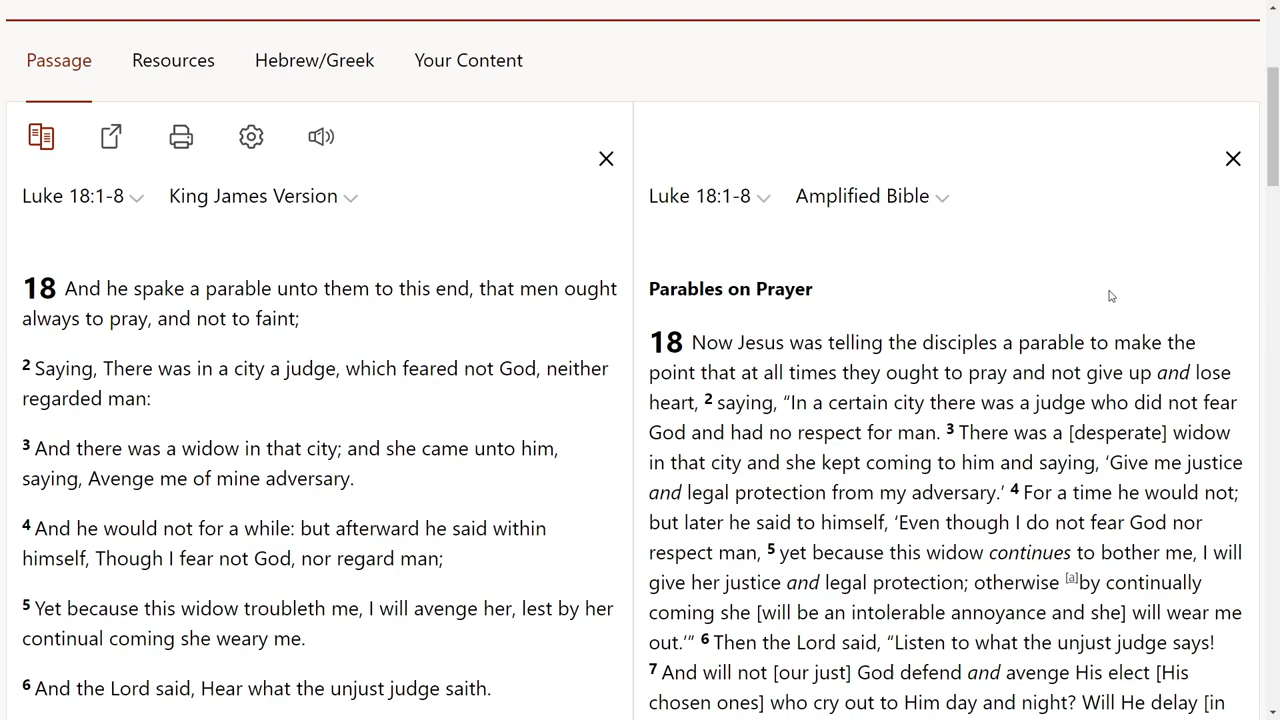 Passage Resources Hebrew/Greek Your Content
Luke 18:1-8 King James Version
18 And he spake a parable unto them to this end, that men ought
always to pray, and not to faint;
2 Saying, There was in a city a judge, which feared not God, neither
regarded man:
3 And there was a widow in that city; and she came unto him,
saying, Avenge me of mine adversary.
4 And he would not for a while: but afterward he said within
himself, Though I fear not God, nor regard man;
5 Yet because this widow troubleth me, I will avenge her, lest by her
continual coming she weary me.
6 And the Lord said, Hear what the unjust judge saith.
Luke 18:1-8 Amplified Bible
Parables on Prayer
18 Now Jesus was telling the disciples a parable to make the
point that at all times they ought to pray and not give up and lose
heart, 2 saying, “In a certain city there was a judge who did not fear
God and had no respect for man. 3 There was a [desperate] widow
in that city and she kept coming to him and saying, ‘Give me justice
and legal protection from my adversary.’ 4 For a time he would not;
but later he said to himself, ‘Even though I do not fear God nor
respect man, 5 yet because this widow continues to bother me, I will
give her justice and legal protection; otherwise [a]by continually
coming she [will be an intolerable annoyance and she] will wear me
out.’” 6 Then the Lord said, “Listen to what the unjust judge says!
7 And will not [our just] God defend and avenge His elect [His
chosen ones] who cry out to Him day and night? Will He delay [in